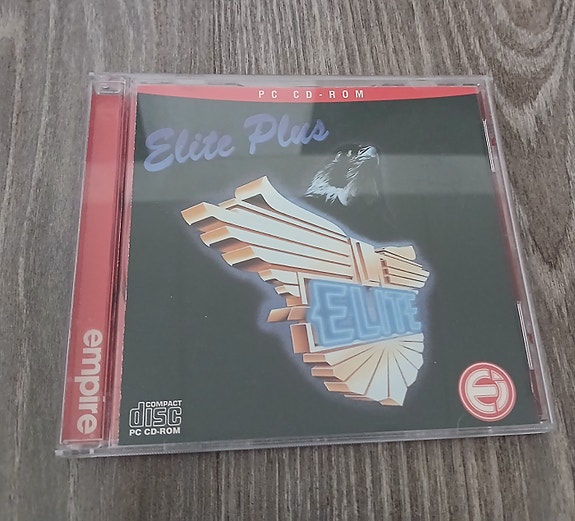 PC CD-ROM
Elite Plus
ELITE
empire
COMPACT
disc
PC CD-ROM